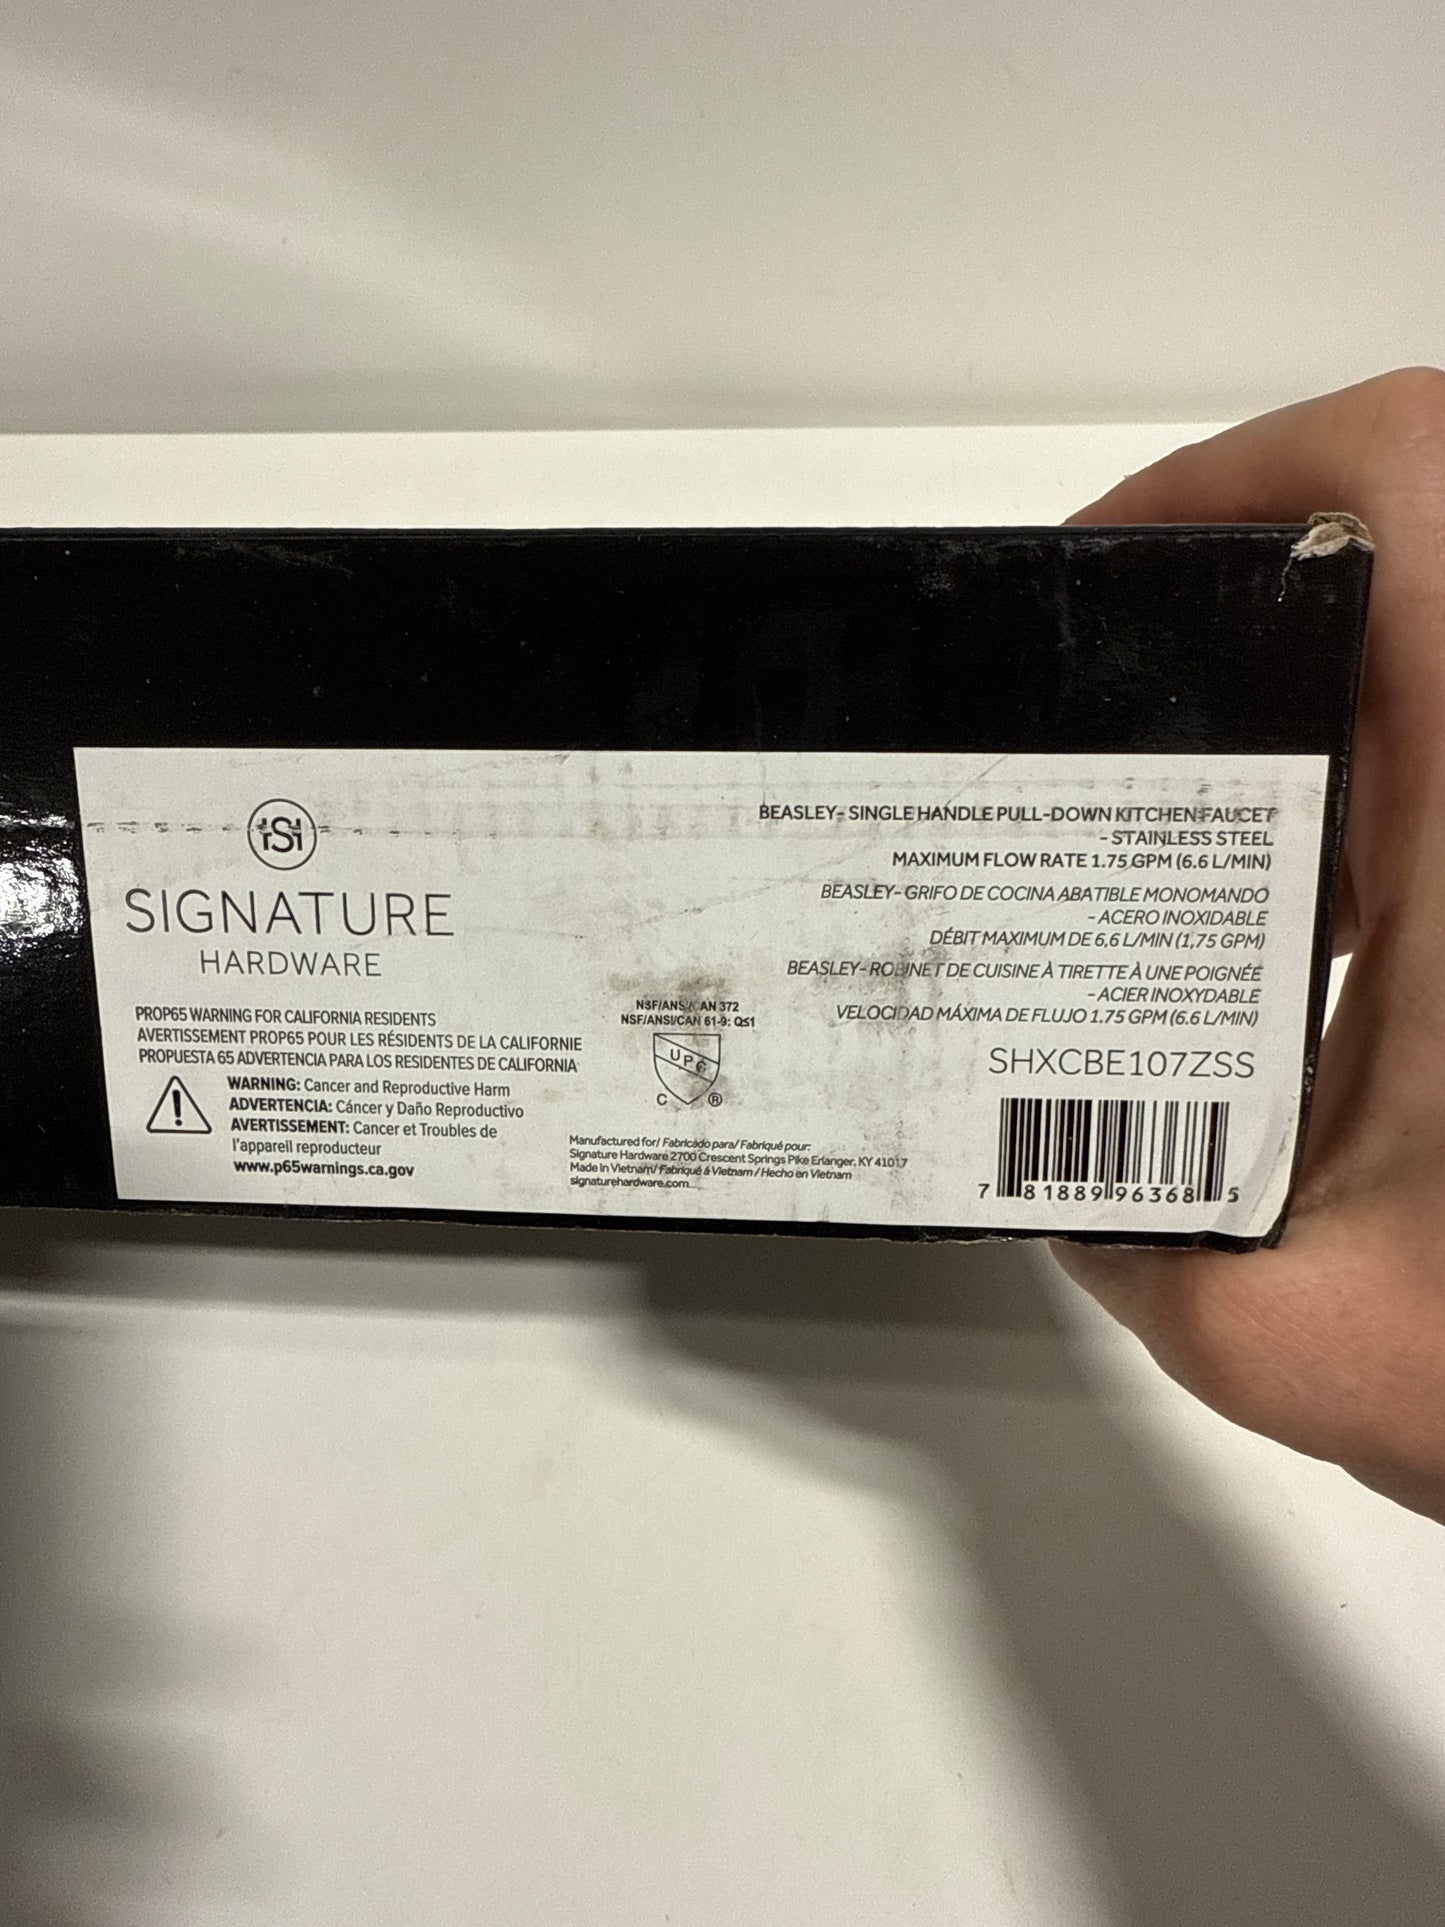 SH
SIGNATURE
HARDWARE
PROP65 WARNING FOR CALIFORNIA RESIDENTS
AVERTISSEMENT PROP65 POUR LES RÉSIDENTS DE LA CALIFORNIE
PROPUESTA 65 ADVERTENCIA PARA LOS RESIDENTES DE CALIFORNIA
WARNING: Cancer and Reproductive Harm
ADVERTENCIA: Cáncer y Daño Reproductivo
AVERTISSEMENT: Cancer et Troubles de
l'appareil reproducteur
www.p65warnings.ca.gov
NSF/ANSI/CAN 372
NSF/ANSI/CAN 61-9: Q≤1
UPC
C ®
Manufactured for/ Fabricado para/ Fabriqué pour:
Signature Hardware 2700 Crescent Springs Pike Erlanger, KY 41017
Made in Vietnam/ Fabriqué à Vietnam / Hecho en Vietnam
signaturehardware.com
BEASLEY- SINGLE HANDLE PULL-DOWN KITCHEN FAUCET
- STAINLESS STEEL
MAXIMUM FLOW RATE 1.75 GPM (6.6 L/MIN)
BEASLEY- GRIFO DE COCINA ABATIBLE MONOMANDO
- ACERO INOXIDABLE
DÉBIT MAXIMUM DE 6,6 L/MIN (1,75 GPM)
BEASLEY- ROBINET DE CUISINE À TIRETTE À UNE POIGNÉE
- ACIER INOXYDABLE
VELOCIDAD MÁXIMA DE FLUJO 1.75 GPM (6.6 L/MIN)
SHXCBE107ZSS
7 81889 96368 5